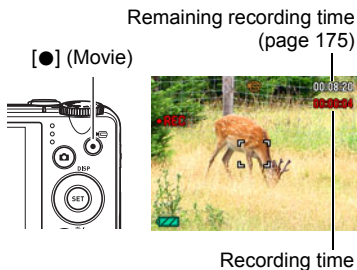 Remaining recording time
(page 175)
[●] (Movie)
00:08:20
00:00:04
●REC
DISP
SET
Recording time